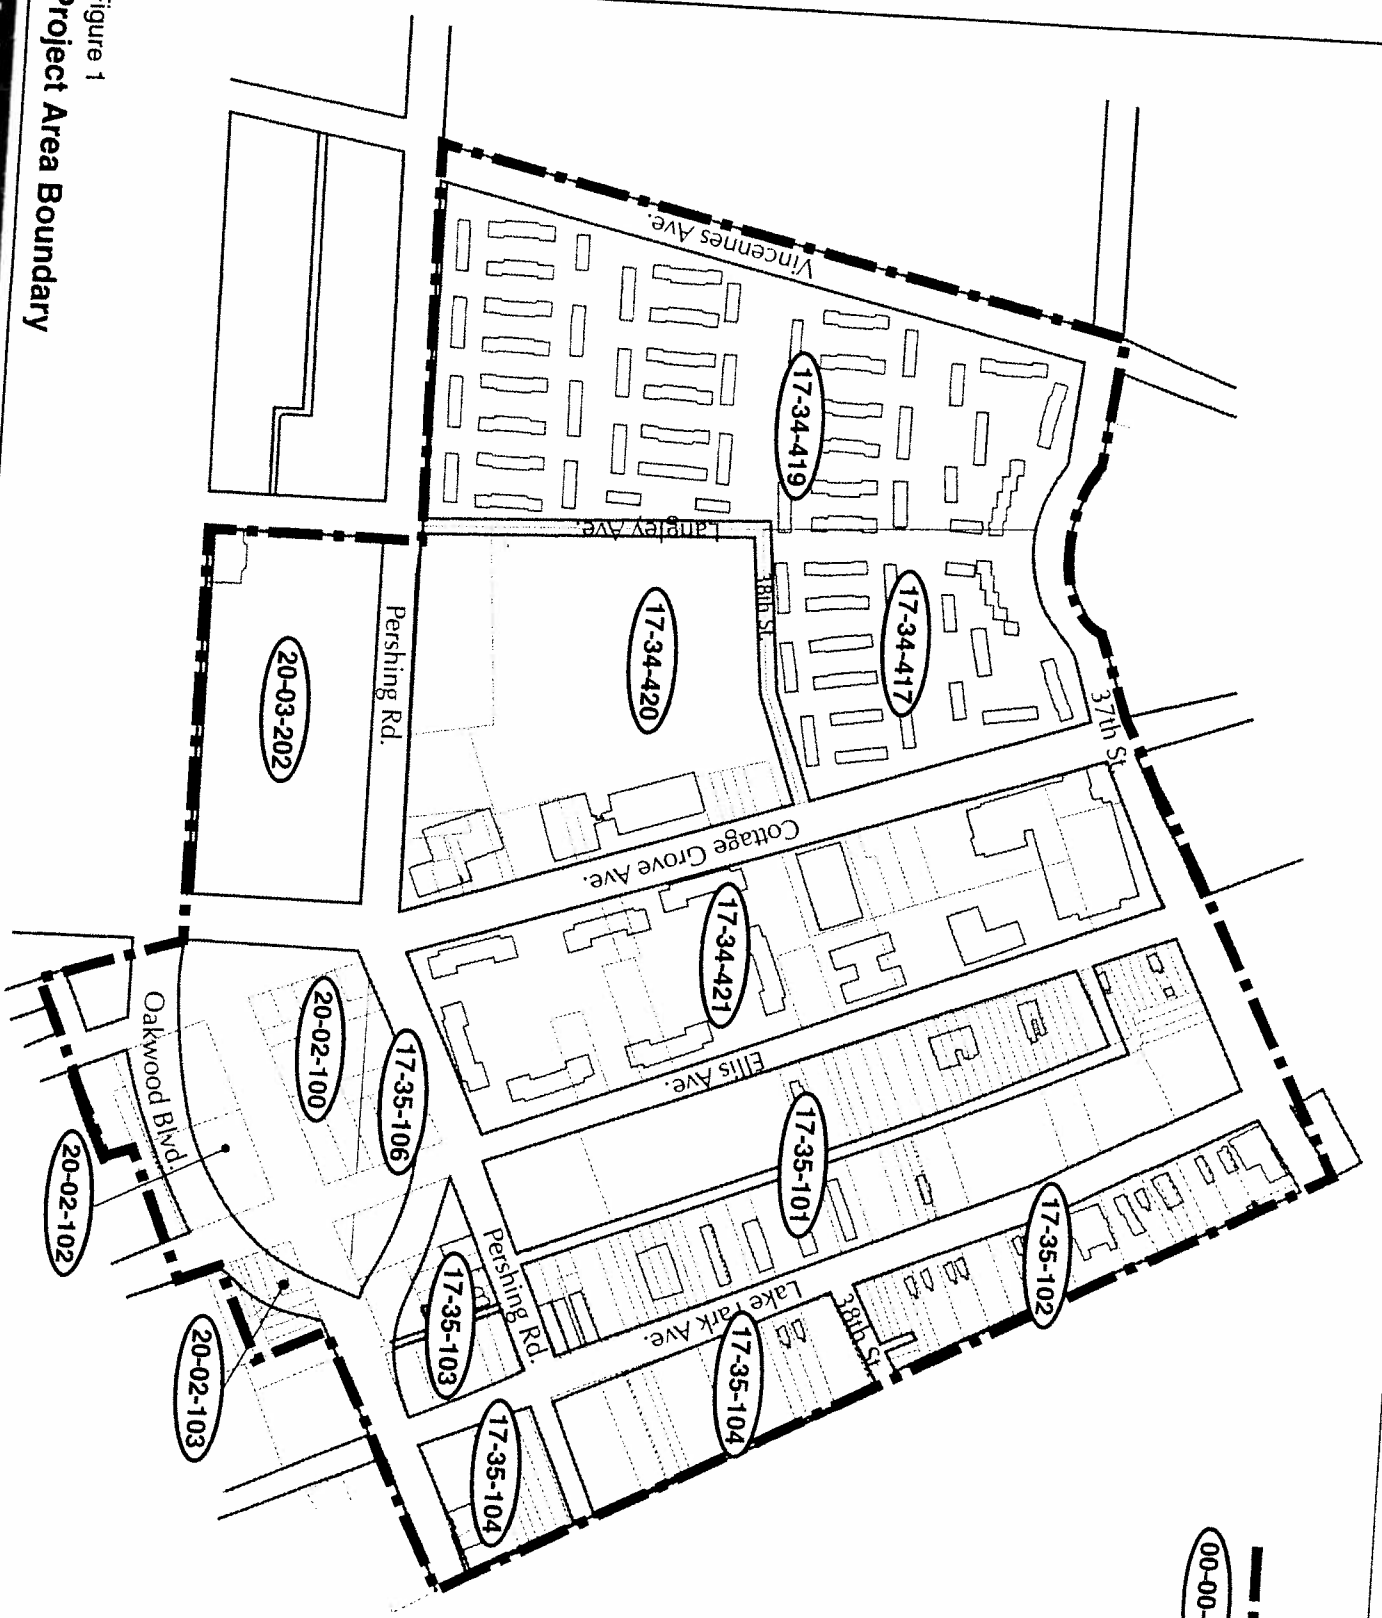 Figure 1
Project Area Boundary
Vincennes Ave.
17-34-419
Langley Ave.
38th St.
17-34-417
37th St.
17-34-420
Pershing Rd.
20-03-202
Cottage Grove Ave.
17-34-421
Ellis Ave.
20-02-100
17-35-106
Oakwood Blvd.
20-02-102
17-35-101
17-35-102
Pershing Rd.
17-35-103
Lake Park Ave.
38th St.
17-35-104
20-02-103
17-35-104
00-00-